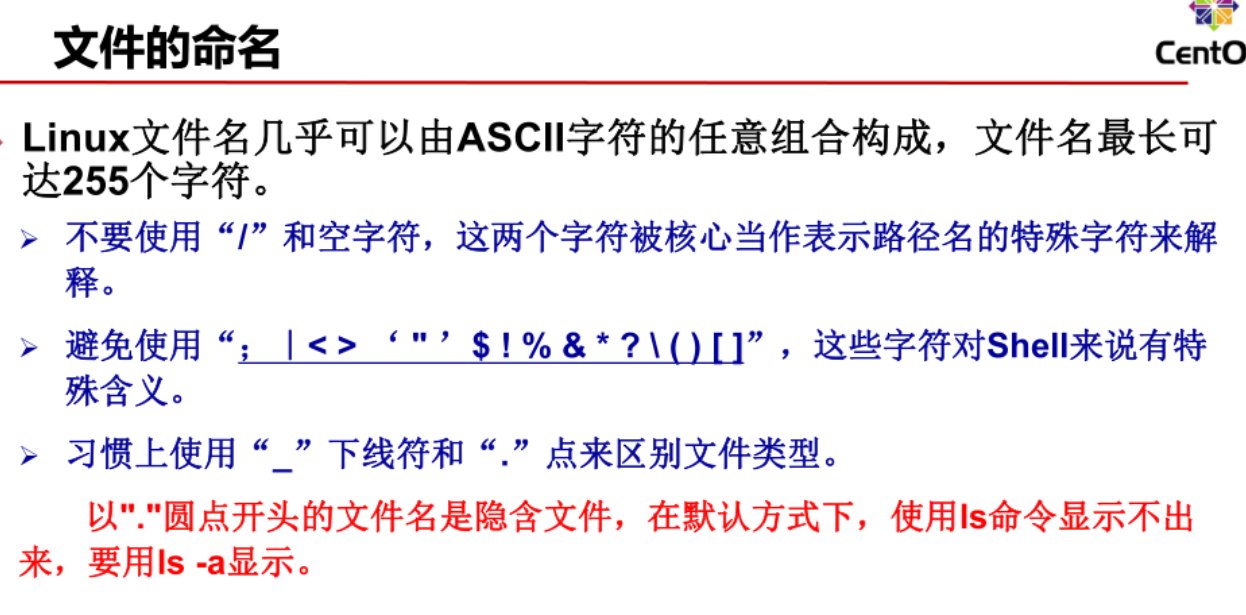 文件的命名
CentO
Linux文件名几乎可以由ASCII字符的任意组合构成，文件名最长可
达255个字符。
不要使用“/”和空字符，这两个字符被核心当作表示路径名的特殊字符来解
释。
避免使用“； | < > ‘ " ’ $ ! % & * ? \ ( ) [ ]”，这些字符对Shell来说有特
殊含义。
习惯上使用“_”下线符和“.”点来区别文件类型。
以"."圆点开头的文件名是隐含文件，在默认方式下，使用ls命令显示不出
来，要用ls -a显示。